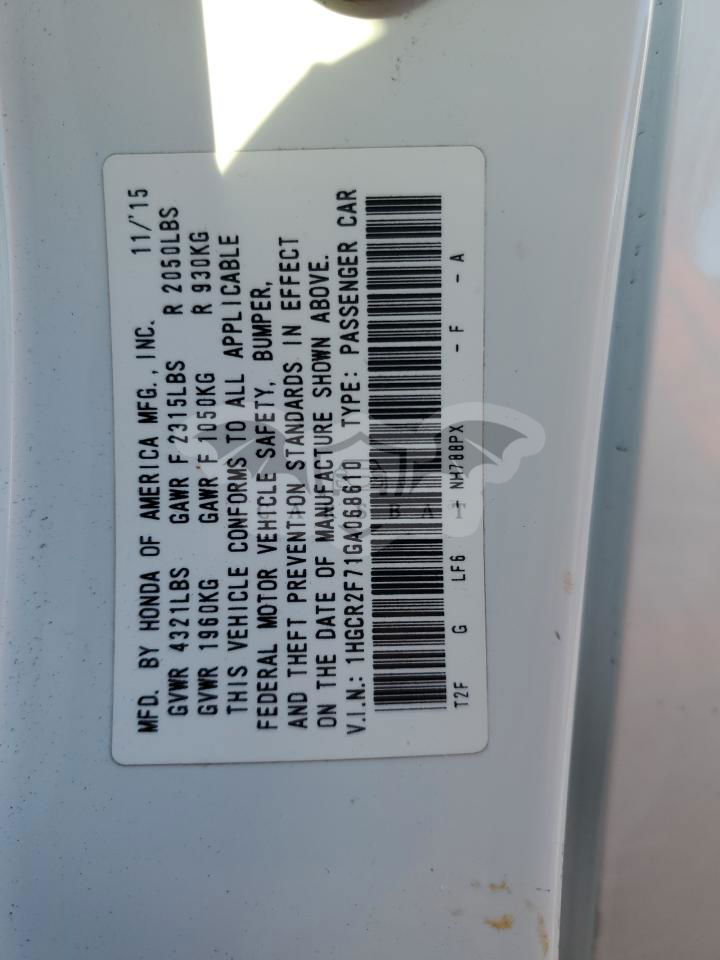 MFD. BY HONDA OF AMERICA MFG., INC. 11/'15
GVWR 4321LBS GAWR F 2315LBS R 2050LBS
GVWR 1960KG GAWR F 1050KG R 930KG
THIS VEHICLE CONFORMS TO ALL APPLICABLE
FEDERAL MOTOR VEHICLE SAFETY, BUMPER,
AND THEFT PREVENTION STANDARDS IN EFFECT
ON THE DATE OF MANUFACTURE SHOWN ABOVE.
V.I.N.: 1HGCR2F71GA068610 TYPE: PASSENGER CAR
T2F G LF6 - NH788PX - F - A